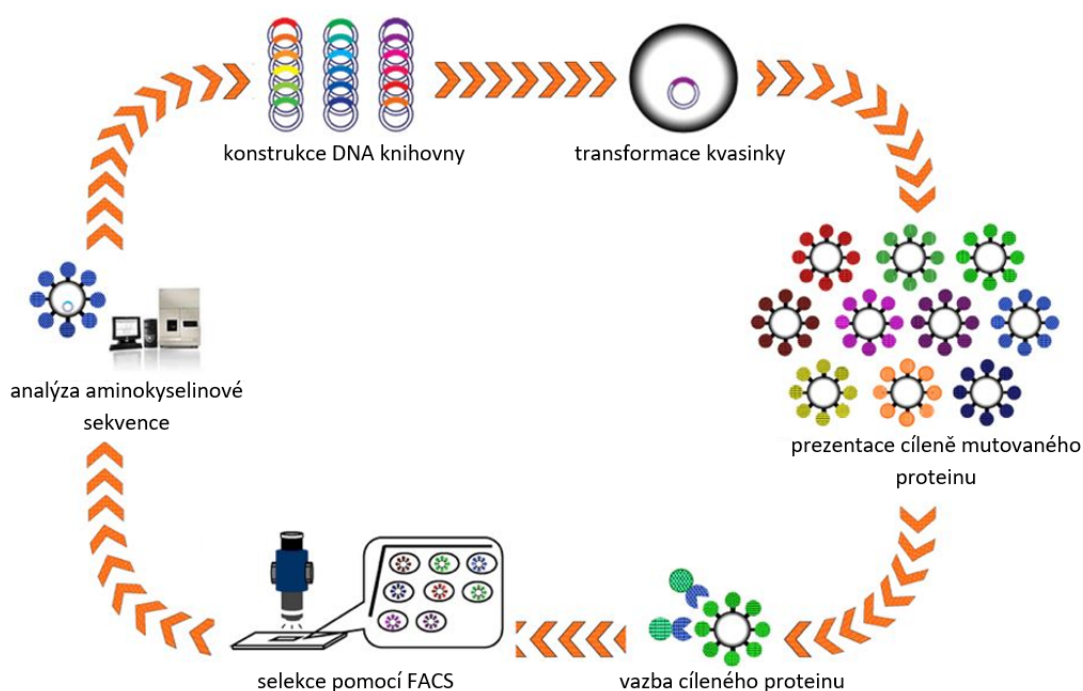 konstrukce DNA knihovny
transformace kvasinky
prezentace cíleně mutovaného
proteinu
vazba cíleného proteinu
selekce pomocí FACS
analýza aminokyselinové
sekvence